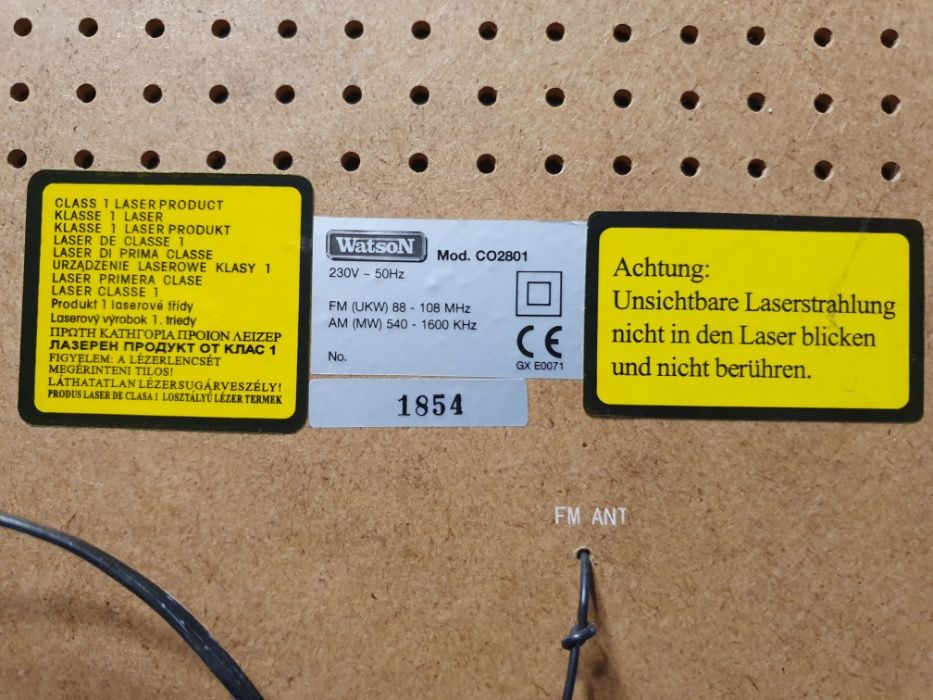 CLASS 1 LASER PRODUCT
KLASSE 1 LASER
KLASSE 1 LASER PRODUKT
LASER DE CLASSE 1
LASER DI PRIMA CLASSE
URZĄDZENIE LASEROWE KLASY 1
LASER PRIMERA CLASE
LASER CLASSE 1
Produkt 1 laserové třídy
Laserový výrobok 1. triedy
ΠΡΩΤΗ ΚΑΤΗΓΟΡΙΑ ΠΡΟΙΟΝ ΛΕΙΖΕΡ
ЛАЗЕРЕН ПРОДУКТ ОТ КЛАС 1
FIGYELEM: A LÉZERLENCSÉT
MEGÉRINTENI TILOS!
LÁTHATATLAN LÉZERSUGÁRVESZÉLY!
PRODUS LASER DE CLASA 1 LOSZTÁLYÚ LÉZER TERMEK
WatsoN
Mod. CO2801
230V ~ 50Hz
FM (UKW) 88 - 108 MHz
AM (MW) 540 - 1600 KHz
No.
CE
GX E0071
1854
Achtung:
Unsichtbare Laserstrahlung
nicht in den Laser blicken
und nicht berühren.
FM ANT